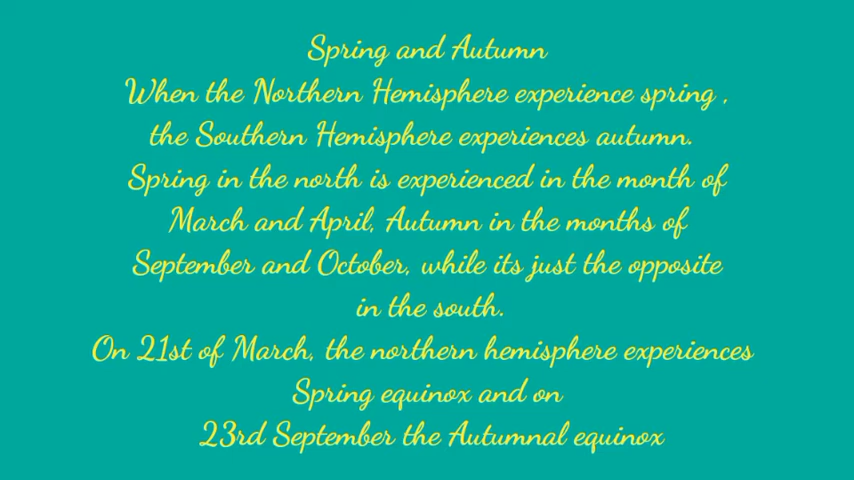 Spring and Autumn
When the Northern Hemisphere experience spring ,
the Southern Hemisphere experiences autumn.
Spring in the north is experienced in the month of
March and April, Autumn in the months of
September and October, while its just the opposite
in the south.
On 21st of March, the northern hemisphere experiences
Spring equinox and on
23rd September the Autumnal equinox